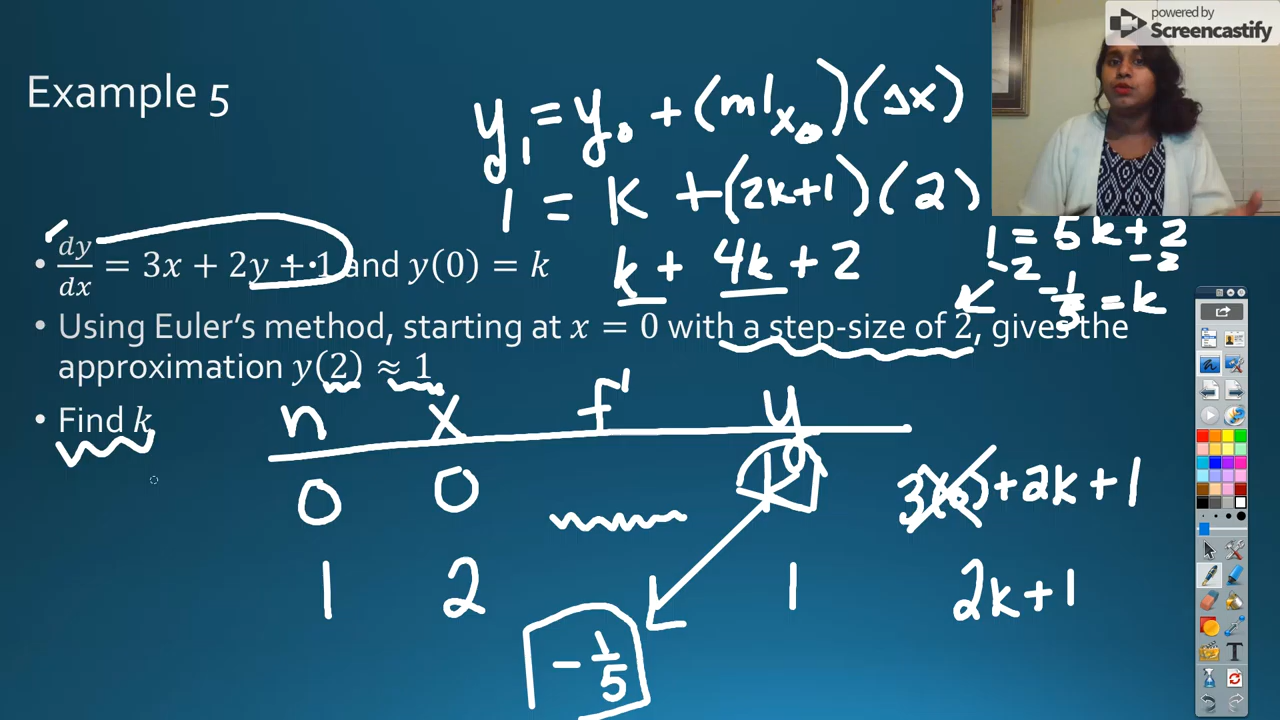 powered by
Screencastify
Example 5
y₁ = y₀ + (m|x₀)(Δx)
1 = k + (2k+1)(2)
k + 4k + 2
1 = 5k + 2
-2 -2
-1/5 = k
• dy/dx = 3x + 2y + 1 and y(0) = k
• Using Euler's method, starting at x = 0 with a step-size of 2, gives the
approximation y(2) ≈ 1
• Find k
n x f' y
0 0 k 3(0) + 2k + 1
1 2 1 2k + 1
-1/5
T